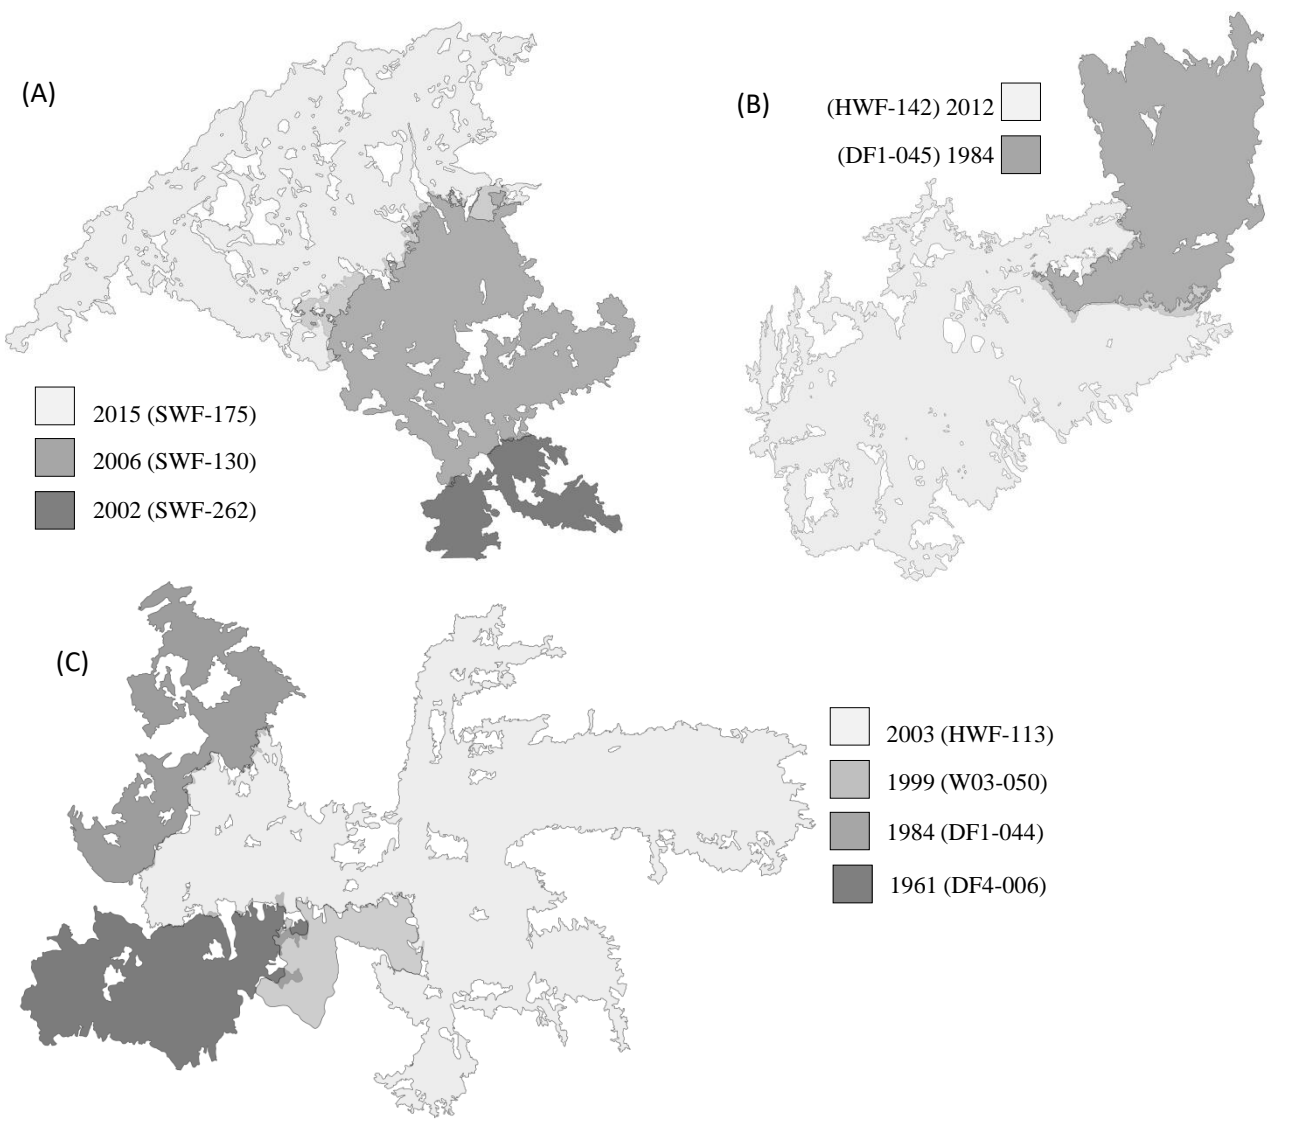 (A)
(B)
(HWF-142) 2012
(DF1-045) 1984
2015 (SWF-175)
2006 (SWF-130)
2002 (SWF-262)
(C)
2003 (HWF-113)
1999 (W03-050)
1984 (DF1-044)
1961 (DF4-006)